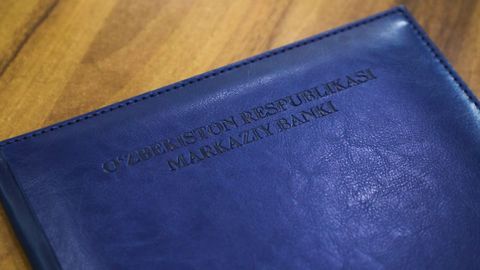 O‘ZBEKISTON RESPUBLIKASI
MARKAZIY BANKI